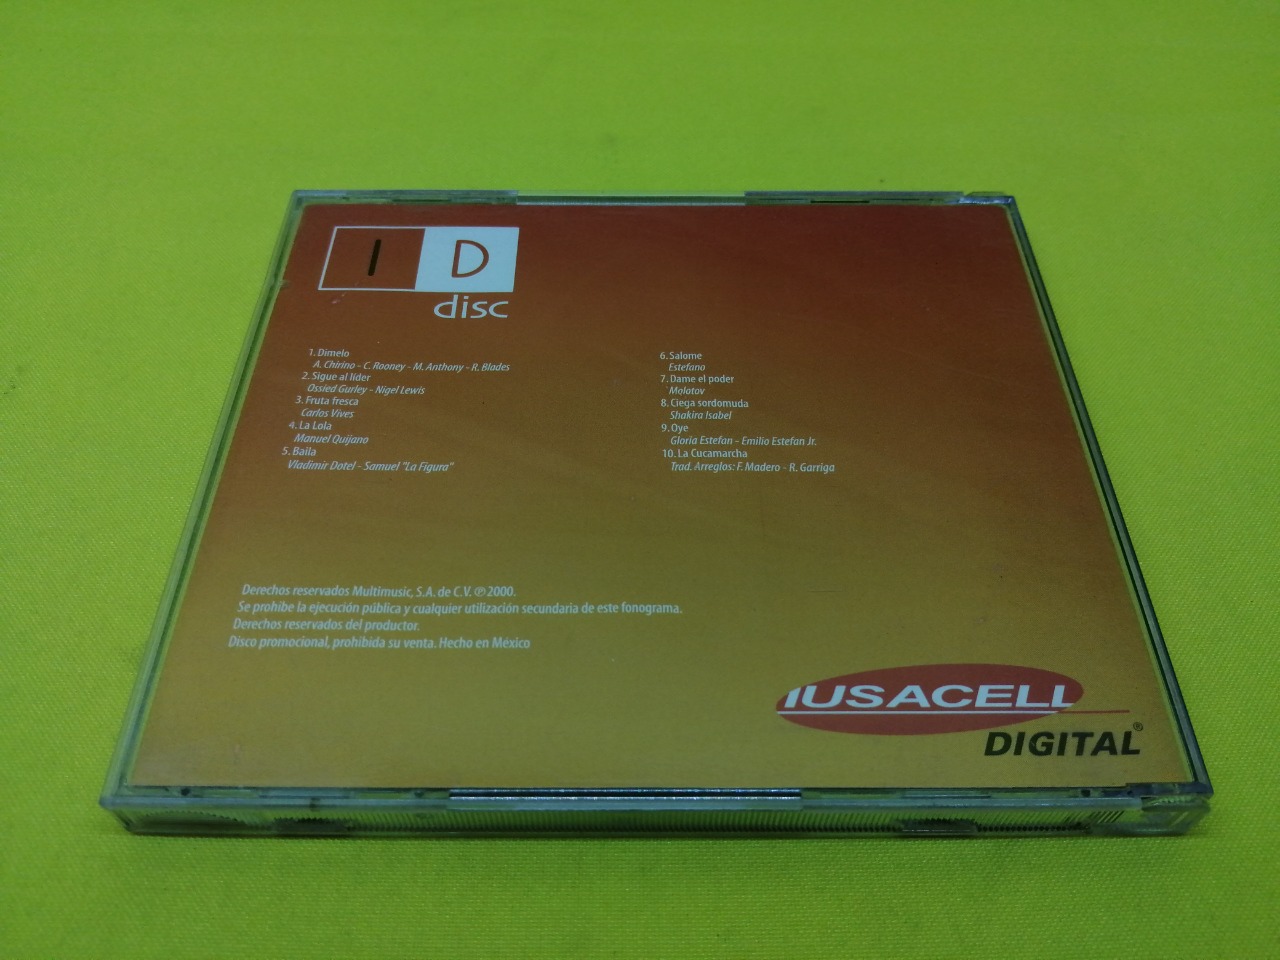 I D
disc
1. Dimelo
A. Chirino - C. Rooney - M. Anthony - R. Blades
2. Sigue al líder
Ossied Gurley - Nigel Lewis
3. Fruta fresca
Carlos Vives
4. La Lola
Manuel Quijano
5. Baila
Vladimir Dotel - Samuel "La Figura"
6. Salome
Estefano
7. Dame el poder
Molotov
8. Ciega sordomuda
Shakira Isabel
9. Oye
Gloria Estefan - Emilio Estefan Jr.
10. La Cucamarcha
Trad. Arreglos: F. Madero - R. Garriga
Derechos reservados Multimusic, S.A. de C.V. ℗ 2000.
Se prohíbe la ejecución pública y cualquier utilización secundaria de este fonograma.
Derechos reservados del productor.
Disco promocional, prohibida su venta. Hecho en México
IUSACELL
DIGITAL®